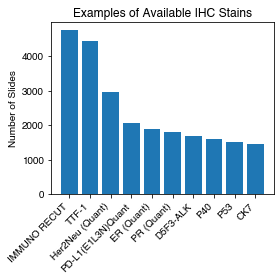 Examples of Available IHC Stains
Number of Slides
4000
3000
2000
1000
0
IMMUNO RECUT
TTF-1
Her2Neu (Quant)
PD-L1(E1L3N)Quant
ER (Quant)
PR (Quant)
D5F3-ALK
P40
P53
CK7